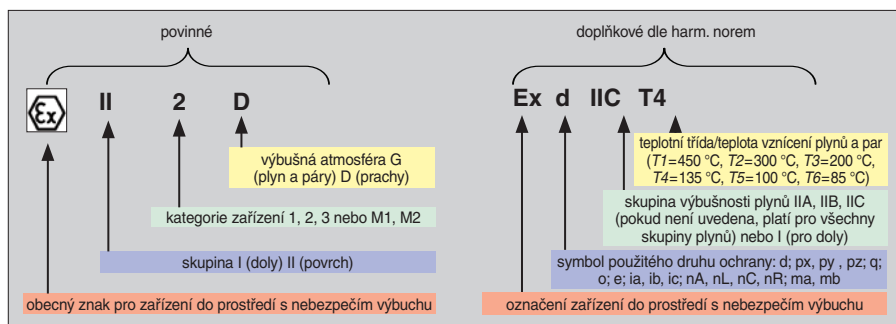 povinné
doplňkové dle harm. norem
Ex II 2 D
Ex d IIC T4
výbušná atmosféra G
(plyn a páry) D (prachy)
kategorie zařízení 1, 2, 3 nebo M1, M2
skupina I (doly) II (povrch)
obecný znak pro zařízení do prostředí s nebezpečím výbuchu
teplotní třída/teplota vznícení plynů a par
(T1=450 °C, T2=300 °C, T3=200 °C,
T4=135 °C, T5=100 °C, T6=85 °C)
skupina výbušnosti plynů IIA, IIB, IIC
(pokud není uvedena, platí pro všechny
skupiny plynů) nebo I (pro doly)
symbol použitého druhu ochrany: d; px, py , pz; q;
o; e; ia, ib, ic; nA, nL, nC, nR; ma, mb
označení zařízení do prostředí s nebezpečím výbuchu